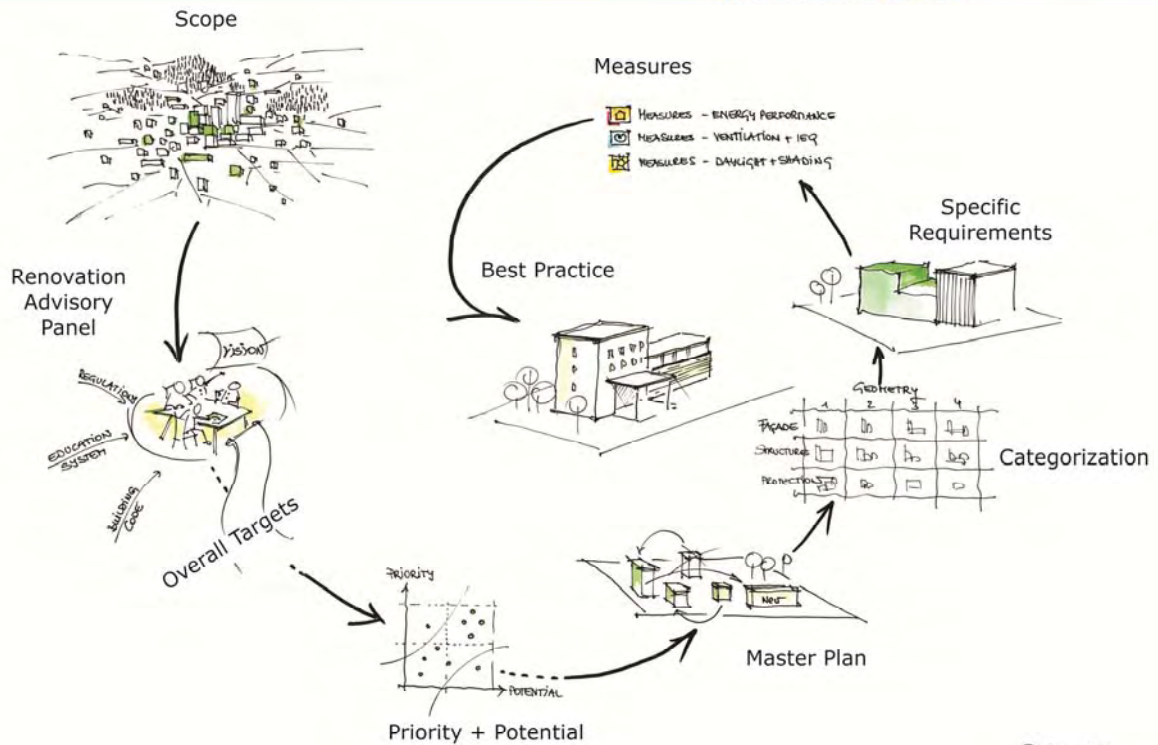 Scope
Renovation
Advisory
Panel
VISION
REGULATIONS
EDUCATION
SYSTEM
BUILDING
CODE
Overall Targets
PRIORITY
POTENTIAL
Priority + Potential
Master Plan
New
Categorization
GEOMETRY
1 2 3 4
FAÇADE
STRUCTURES
PROTECTION
Specific
Requirements
Measures
MEASURES - ENERGY PERFORMANCE
MEASURES - VENTILATION + IEQ
MEASURES - DAYLIGHT + SHADING
Best Practice